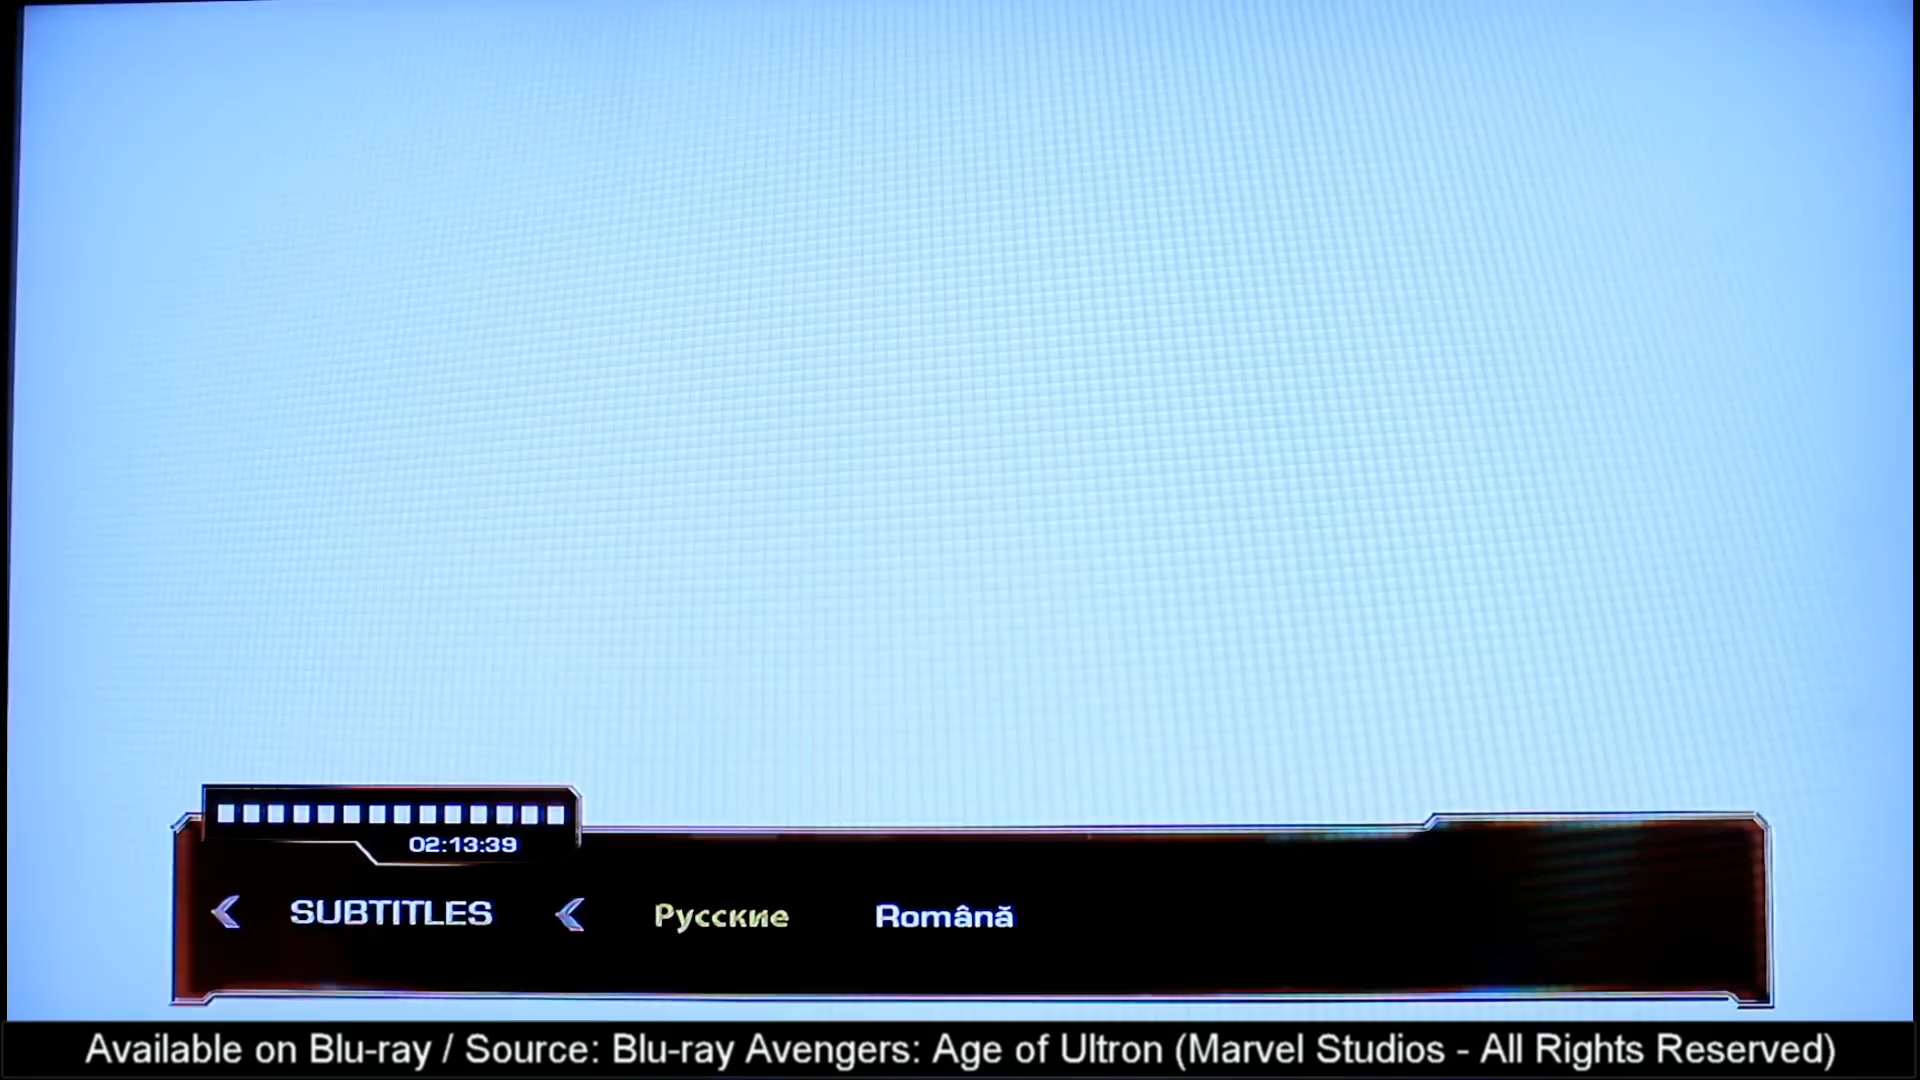 02:13:39
SUBTITLES Русские Română
Available on Blu-ray / Source: Blu-ray Avengers: Age of Ultron (Marvel Studios - All Rights Reserved)